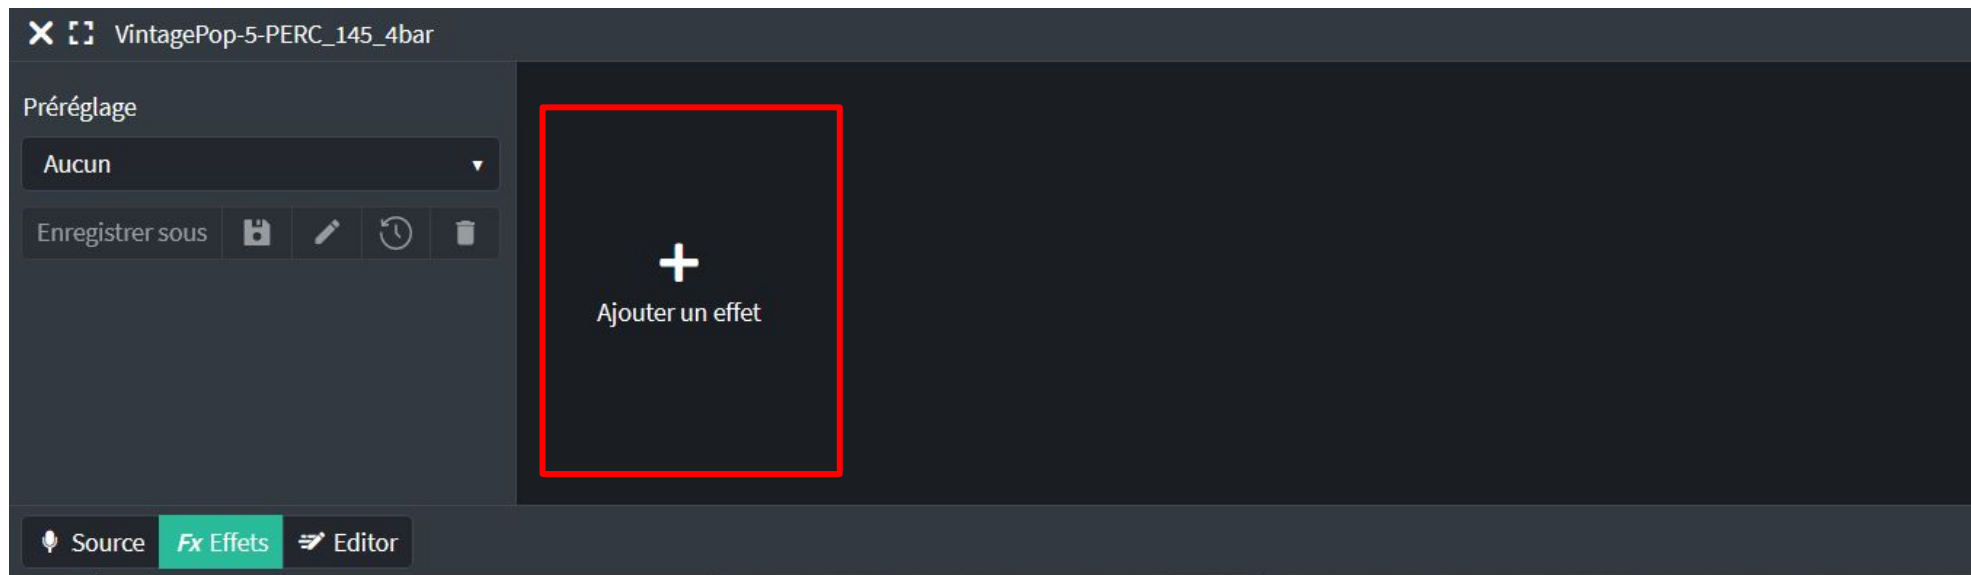 VintagePop-5-PERC_145_4bar
Préréglage
Aucun
Enregistrer sous
Ajouter un effet
Source
Fx Effets
Editor